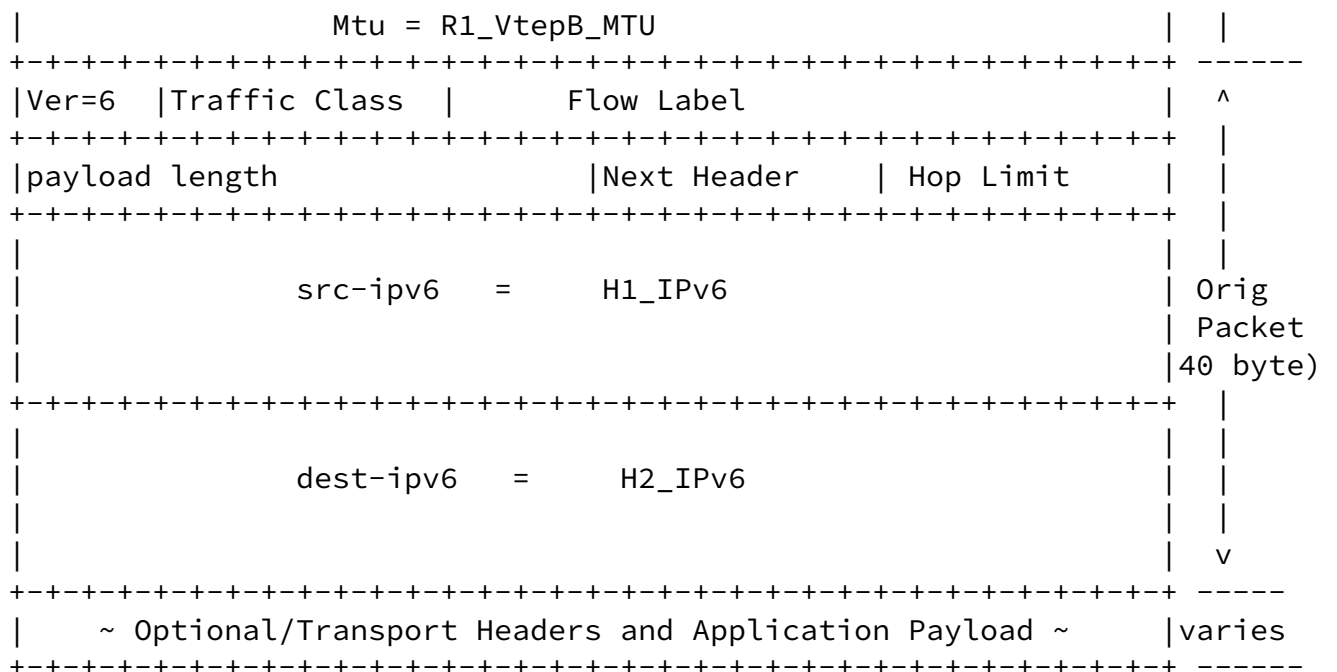 |                 Mtu = R1_VtepB_MTU                            |  |
+-+-+-+-+-+-+-+-+-+-+-+-+-+-+-+-+-+-+-+-+-+-+-+-+-+-+-+-+-+-+-+-+ ------
|Ver=6  |Traffic Class  |      Flow Label                       |  ^
+-+-+-+-+-+-+-+-+-+-+-+-+-+-+-+-+-+-+-+-+-+-+-+-+-+-+-+-+-+-+-+-+  |
|payload length                 |Next Header    | Hop Limit     |  |
+-+-+-+-+-+-+-+-+-+-+-+-+-+-+-+-+-+-+-+-+-+-+-+-+-+-+-+-+-+-+-+-+  |
|                                                               |  |
|               src-ipv6   =     H1_IPv6                        | Orig
|                                                               | Packet
|                                                               |40 byte)
+-+-+-+-+-+-+-+-+-+-+-+-+-+-+-+-+-+-+-+-+-+-+-+-+-+-+-+-+-+-+-+-+  |
|                                                               |  |
|               dest-ipv6   =     H2_IPv6                       |  |
|                                                               |  |
|                                                               |  v
+-+-+-+-+-+-+-+-+-+-+-+-+-+-+-+-+-+-+-+-+-+-+-+-+-+-+-+-+-+-+-+-+ -----
|    ~ Optional/Transport Headers and Application Payload ~     |varies
+-+-+-+-+-+-+-+-+-+-+-+-+-+-+-+-+-+-+-+-+-+-+-+-+-+-+-+-+-+-+-+-+ ------